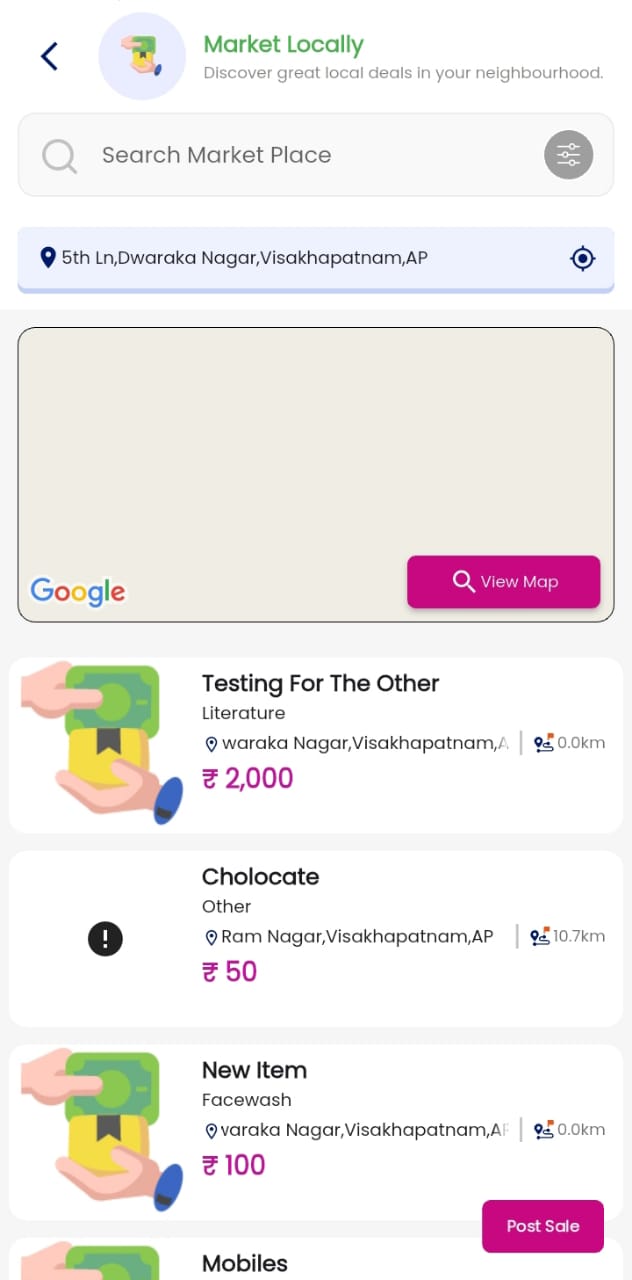 Market Locally
Discover great local deals in your neighbourhood.
Search Market Place
5th Ln,Dwaraka Nagar,Visakhapatnam,AP
Google
View Map
Testing For The Other
Literature
waraka Nagar,Visakhapatnam,A
0.0km
₹ 2,000
Cholocate
Other
Ram Nagar,Visakhapatnam,AP
10.7km
₹ 50
New Item
Facewash
waraka Nagar,Visakhapatnam,AP
0.0km
₹ 100
Post Sale
Mobiles